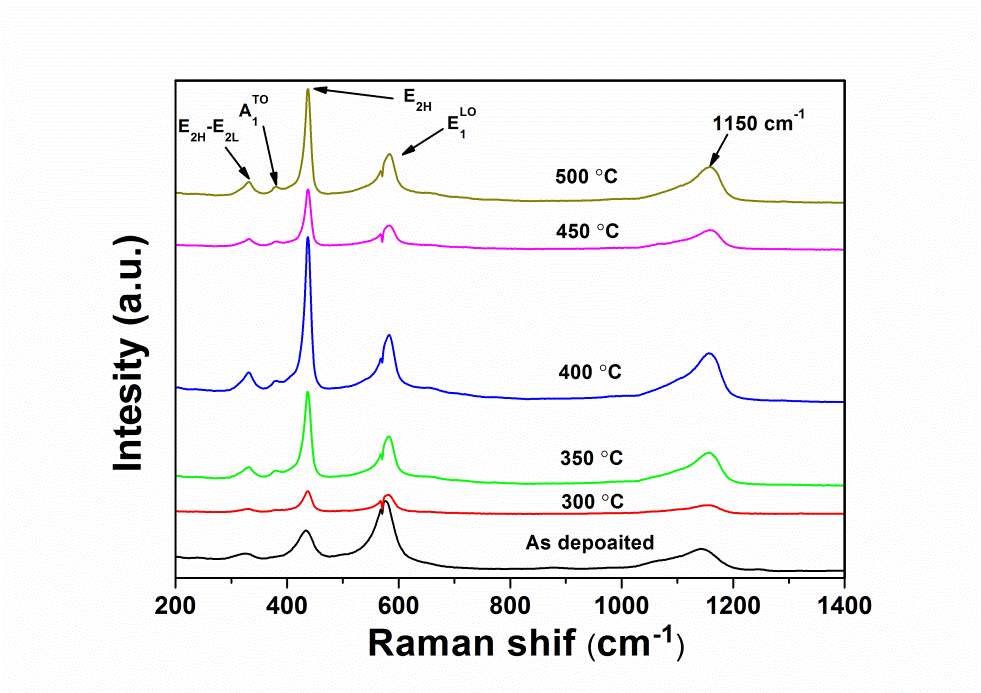 E2H
A1TO
E2H-E2L
E1LO
1150 cm-1
500 °C
450 °C
400 °C
350 °C
300 °C
As depoaited
Intesity (a.u.)
200 400 600 800 1000 1200 1400
Raman shif (cm-1)